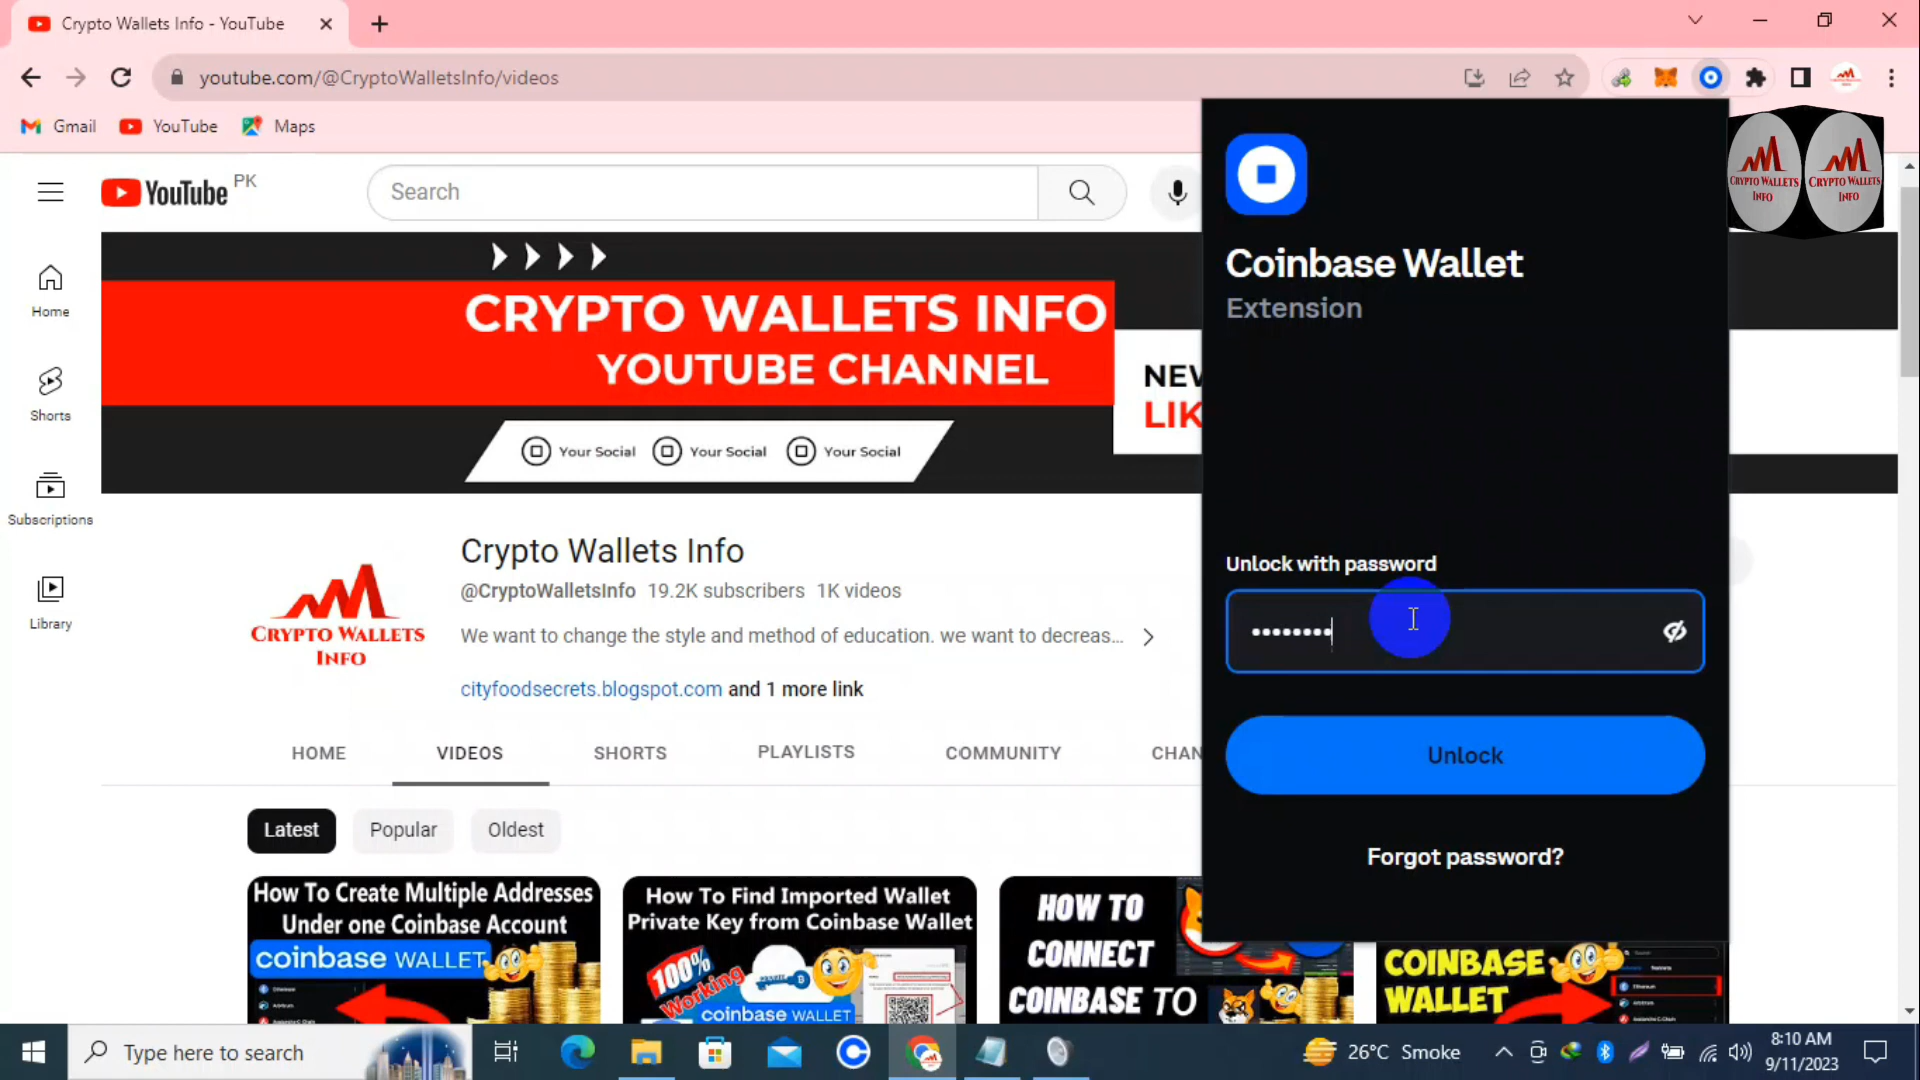 Crypto Wallets Info - YouTube
youtube.com/@CryptoWalletsInfo/videos
Gmail
YouTube
Maps
YouTube PK
Search
Home
Shorts
Subscriptions
Library
CRYPTO WALLETS INFO
YOUTUBE CHANNEL
NEW
LIK
Your Social
Your Social
Your Social
CRYPTO WALLETS
INFO
Crypto Wallets Info
@CryptoWalletsInfo 19.2K subscribers 1K videos
We want to change the style and method of education. we want to decreas...
cityfoodsecrets.blogspot.com and 1 more link
HOME
VIDEOS
SHORTS
PLAYLISTS
COMMUNITY
CHAN
Latest
Popular
Oldest
How To Create Multiple Addresses
Under one Coinbase Account
coinbase WALLET
Ethereum
Arbitrum
How To Find Imported Wallet
Private Key from Coinbase Wallet
100%
Working
coinbase WALLET
HOW TO
CONNECT
COINBASE TO
COINBASE
WALLET
Ethereum
Arbitrum
Avalanche C-Chain
Coinbase Wallet
Extension
Unlock with password
••••••••
Unlock
Forgot password?
CRYPTO WALLETS
INFO
CRYPTO WALLETS
INFO
Type here to search
26°C Smoke
8:10 AM
9/11/2023